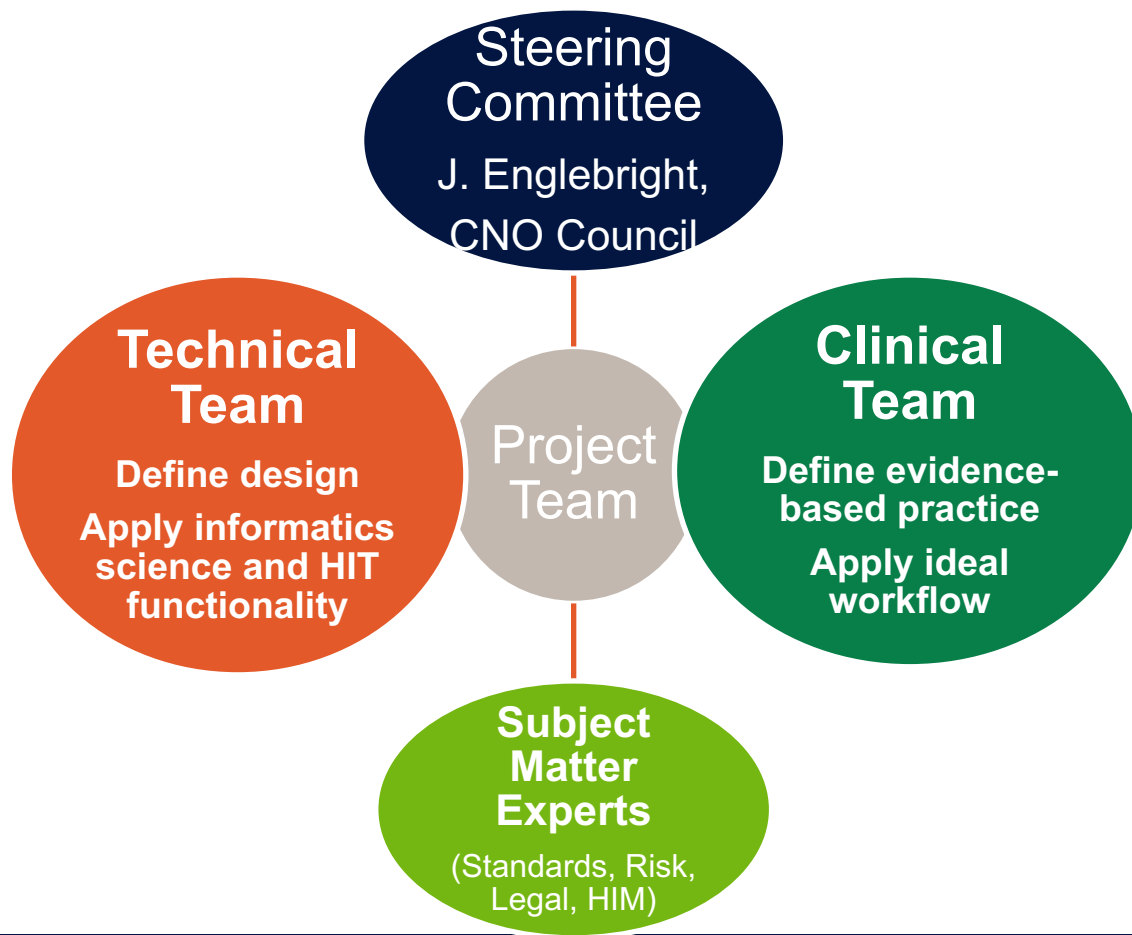 Steering
Committee
J. Englebright,
CNO Council
Technical
Team
Define design
Apply informatics
science and HIT
functionality
Project
Team
Clinical
Team
Define evidence-
based practice
Apply ideal
workflow
Subject
Matter
Experts
(Standards, Risk,
Legal, HIM)